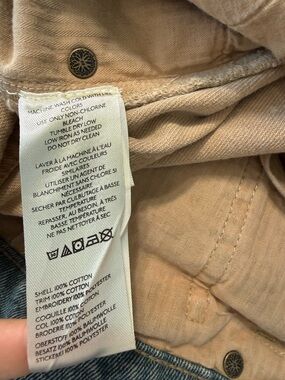 MACHINE WASH COLD WITH LIKE
COLORS
USE ONLY NON-CHLORINE
BLEACH
TUMBLE DRY LOW
LOW IRON AS NEEDED
DO NOT DRY CLEAN
LAVER À LA MACHINE À L'EAU
FROIDE AVEC COULEURS
SIMILAIRES
UTILISER UN AGENT DE
BLANCHIMENT SANS CHLORE SI
NÉCESSAIRE
SECHER PAR CULBUTAGE À BASSE
TEMPERATURE
REPASSER, AU BESOIN, À TRÈS
BASSE TEMPÉRATURE
NE PAS NETTOYER À SEC
SHELL 100% COTTON
TRIM 100% COTTON
EMBROIDERY 100% POLYESTER
COQUILLE 100% COTON
COL 100% COTON
BRODERIE 100% POLYESTER
OBERSTOFF 100% BAUMWOLLE
BESATZ 100% BAUMWOLLE
STICKEREI 100% POLYESTER